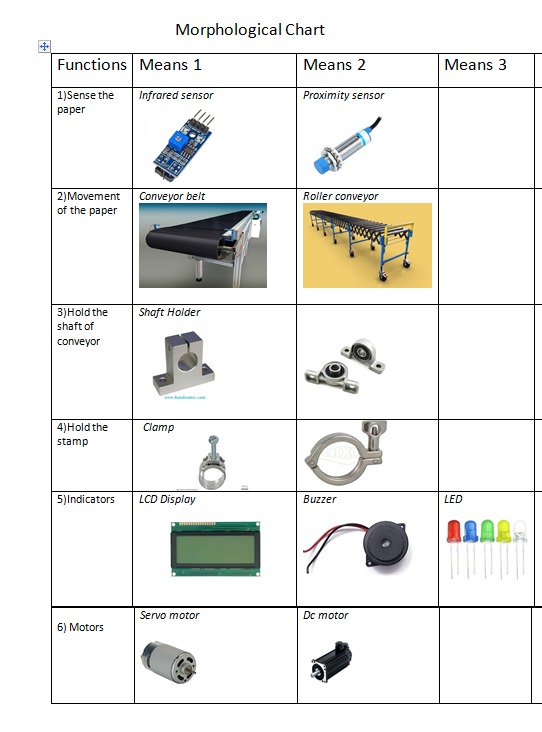 Morphological Chart
Functions Means 1 Means 2 Means 3
1)Sense the
paper
Infrared sensor
Proximity sensor
2)Movement
of the paper
Conveyor belt
Roller conveyor
3)Hold the
shaft of
conveyor
Shaft Holder
4)Hold the
stamp
Clamp
5)Indicators
LCD Display
Buzzer
LED
6) Motors
Servo motor
Dc motor